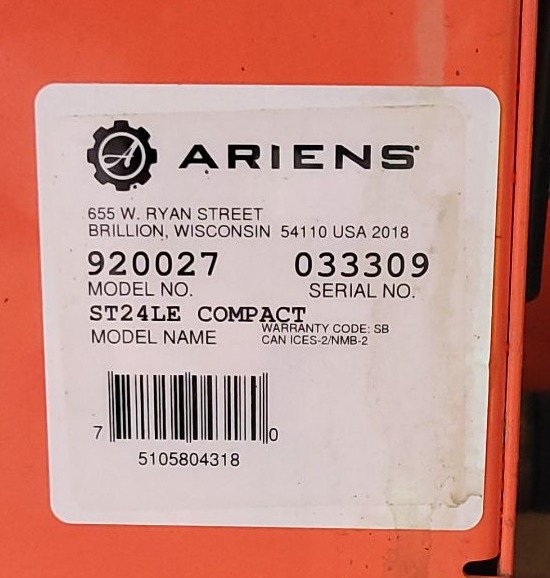 ARIENS
655 W. RYAN STREET
BRILLION, WISCONSIN 54110 USA 2018
920027 033309
MODEL NO. SERIAL NO.
ST24LE COMPACT
MODEL NAME
WARRANTY CODE: SB
CAN ICES-2/NMB-2
7 0
5105804318